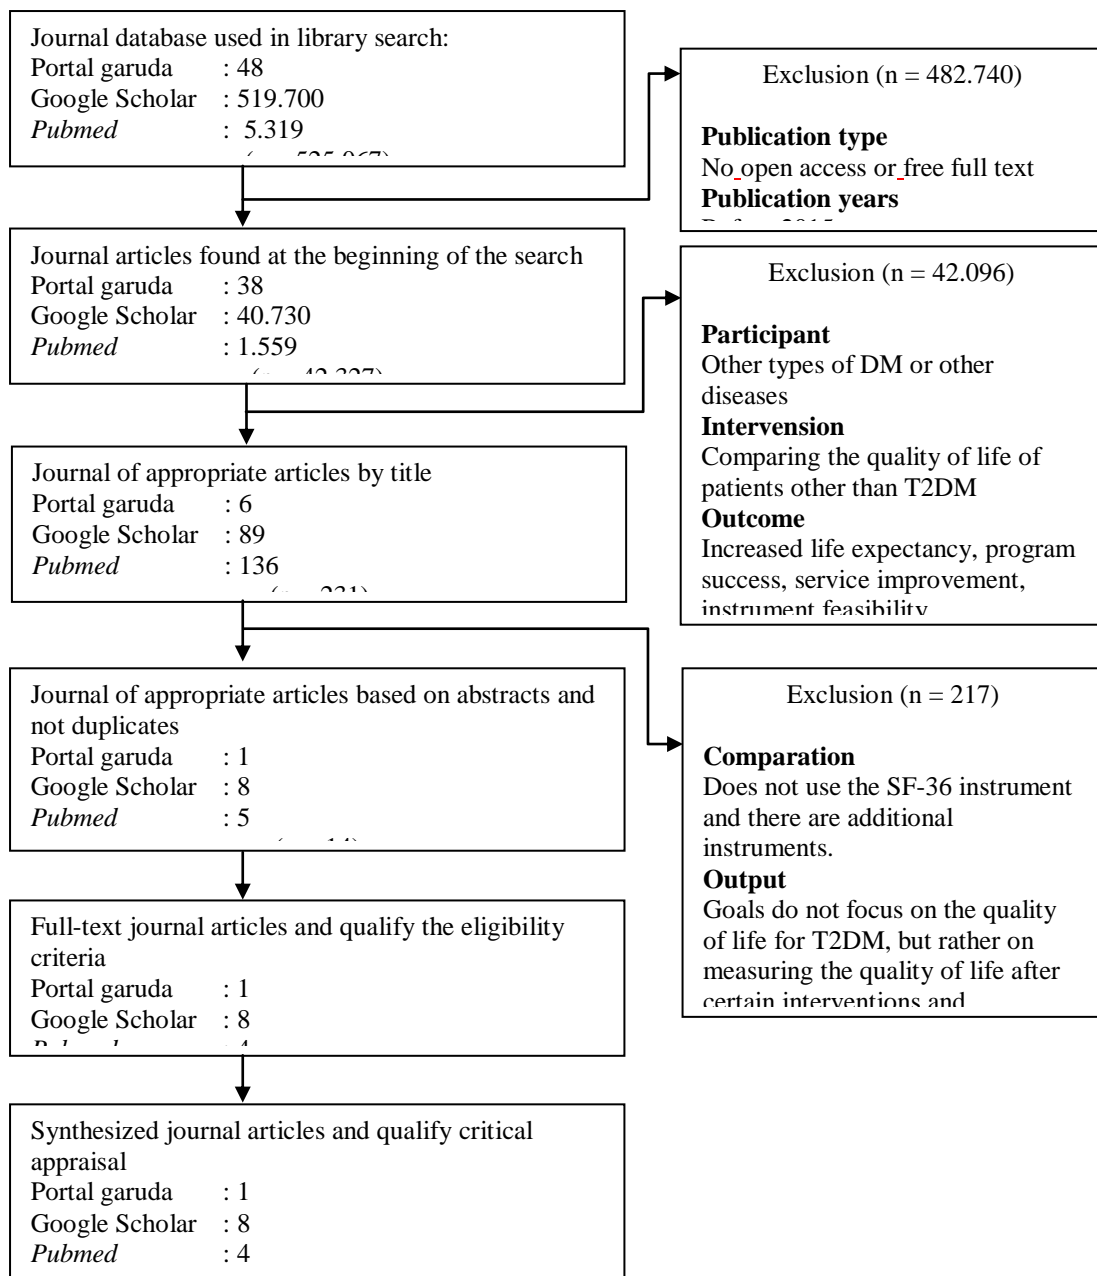 Journal database used in library search:
Portal garuda : 48
Google Scholar : 519.700
Pubmed : 5.319
Exclusion (n = 482.740)
Publication type
No open access or free full text
Publication years
Journal articles found at the beginning of the search
Portal garuda : 38
Google Scholar : 40.730
Pubmed : 1.559
Exclusion (n = 42.096)
Participant
Other types of DM or other
diseases
Intervension
Comparing the quality of life of
patients other than T2DM
Outcome
Increased life expectancy, program
success, service improvement,
instrument feasibility
Journal of appropriate articles by title
Portal garuda : 6
Google Scholar : 89
Pubmed : 136
Journal of appropriate articles based on abstracts and
not duplicates
Portal garuda : 1
Google Scholar : 8
Pubmed : 5
Exclusion (n = 217)
Comparation
Does not use the SF-36 instrument
and there are additional
instruments.
Output
Goals do not focus on the quality
of life for T2DM, but rather on
measuring the quality of life after
certain interventions and
Full-text journal articles and qualify the eligibility
criteria
Portal garuda : 1
Google Scholar : 8
Synthesized journal articles and qualify critical
appraisal
Portal garuda : 1
Google Scholar : 8
Pubmed : 4